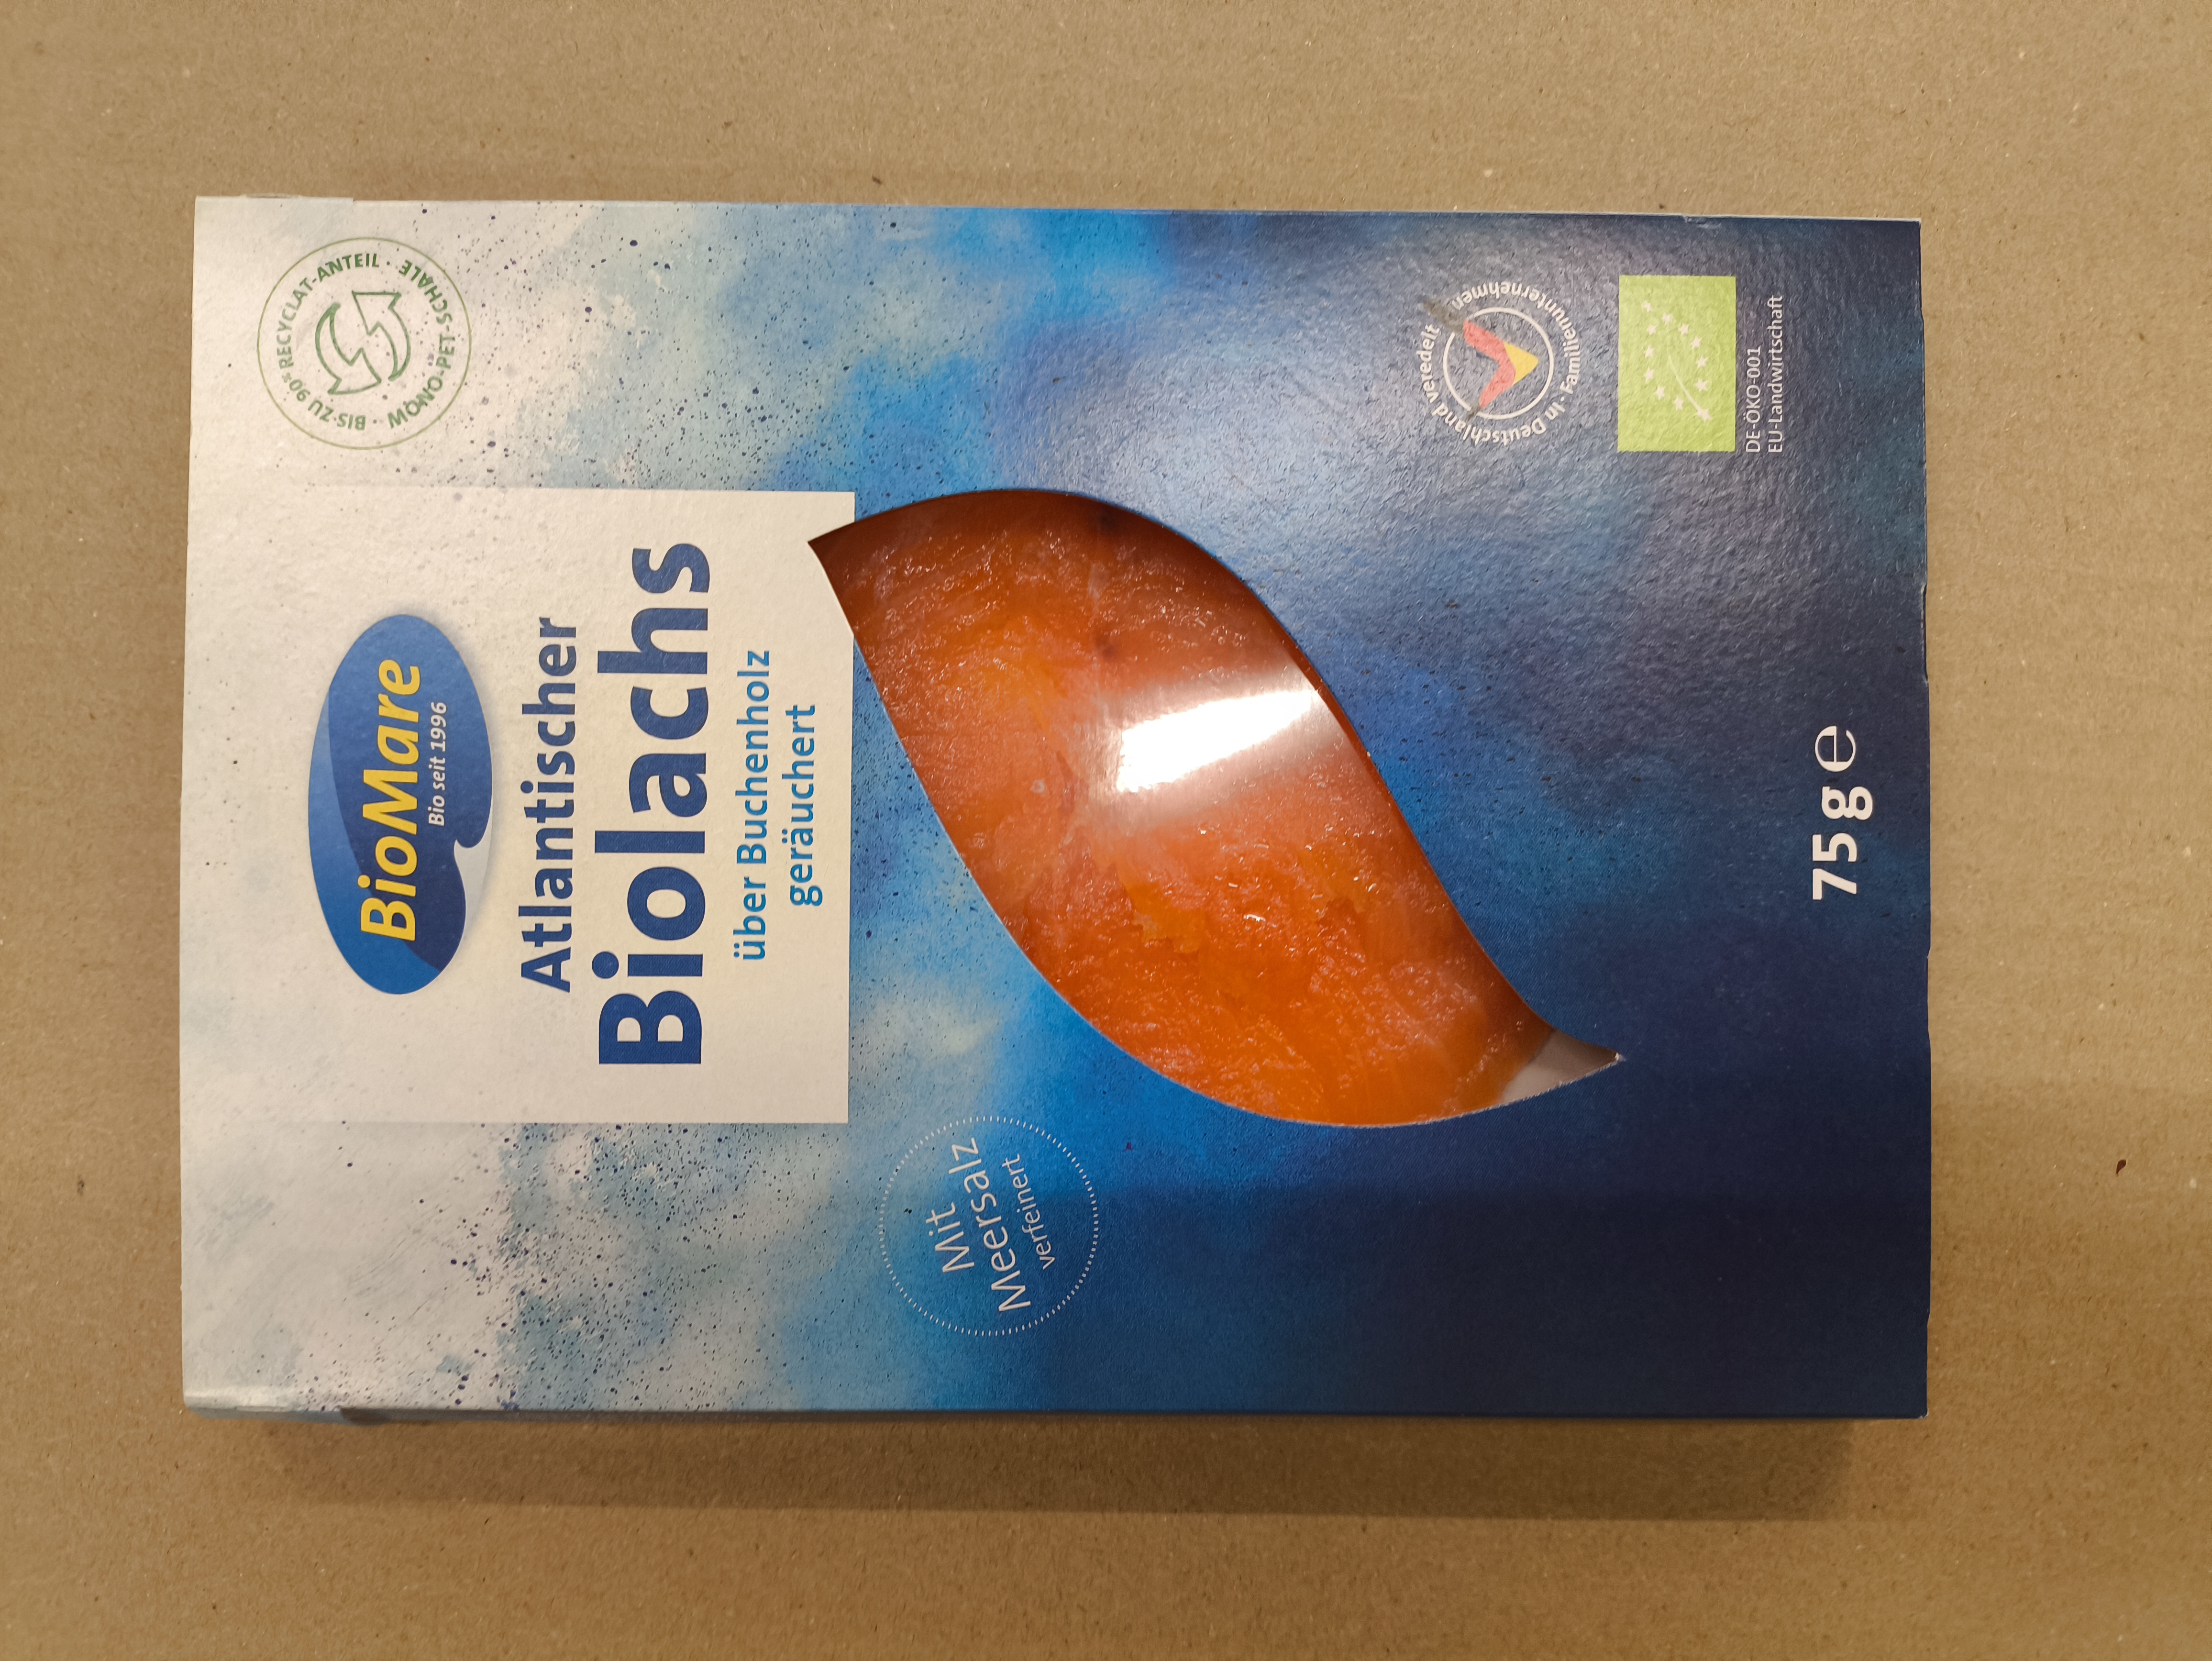 BIS ZU 90% RECYCLAT-ANTEIL · MONO-PET-SCHALE ·
BioMare
Bio seit 1996
Atlantischer
Biolachs
über Buchenholz
geräuchert
Mit
Meersalz
verfeinert
In Deutschland veredelt · Familienunternehmen ·
DE-ÖKO-001
EU-Landwirtschaft
75 g ℮